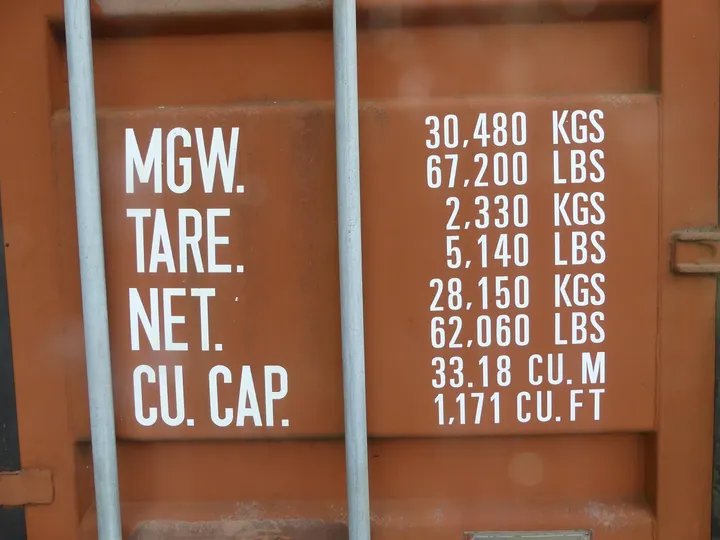 MGW. 30,480 KGS
67,200 LBS
TARE. 2,330 KGS
5,140 LBS
NET. 28,150 KGS
62,060 LBS
CU. CAP. 33.18 CU. M
1,171 CU. FT